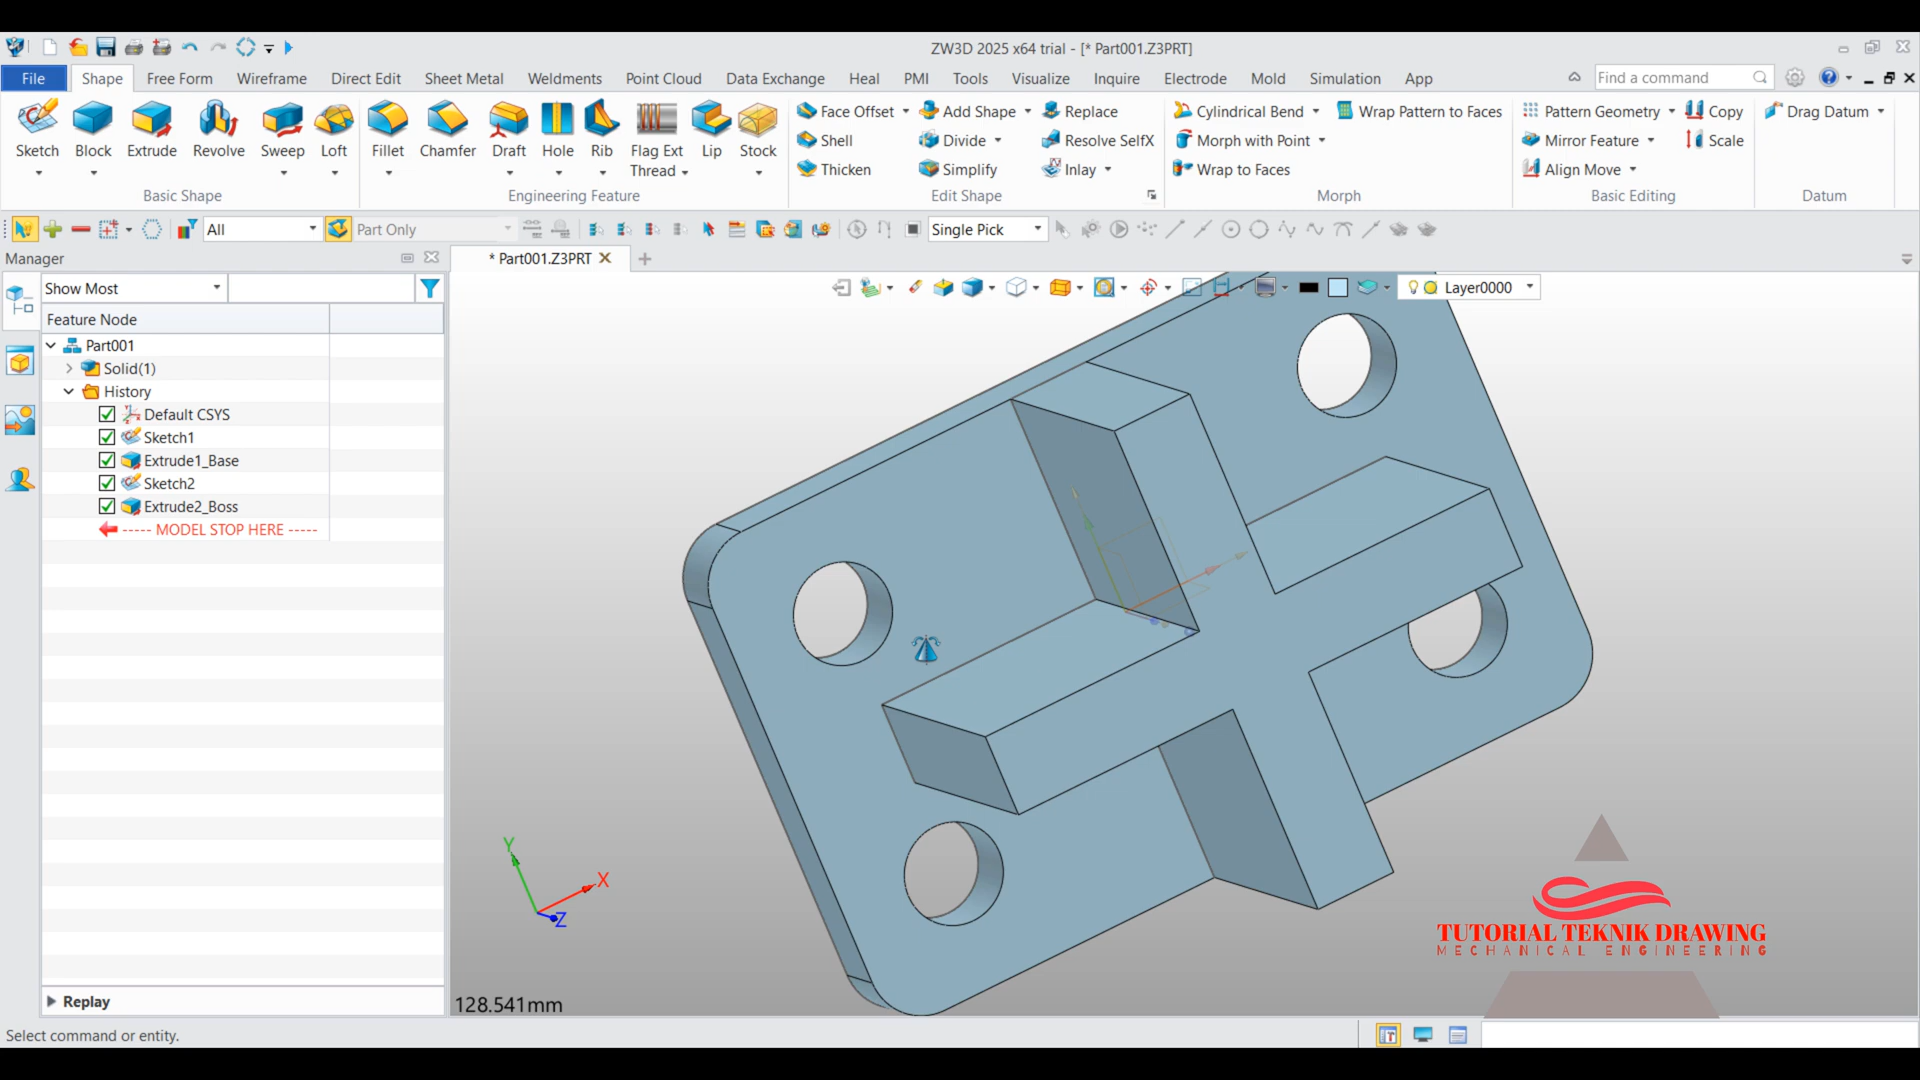 ZW3D 2025 x64 trial - [* Part001.Z3PRT]
File Shape Free Form Wireframe Direct Edit Sheet Metal Weldments Point Cloud Data Exchange Heal PMI Tools Visualize Inquire Electrode Mold Simulation App Find a command
Sketch Block Extrude Revolve Sweep Loft Fillet Chamfer Draft Hole Rib Flag Ext Thread Lip Stock
Face Offset Add Shape Replace Cylindrical Bend Wrap Pattern to Faces Pattern Geometry Copy Drag Datum
Shell Divide Resolve SelfX Morph with Point Mirror Feature Scale
Thicken Simplify Inlay Wrap to Faces Align Move
Basic Shape Engineering Feature Edit Shape Morph Basic Editing Datum
All Part Only Single Pick
Manager * Part001.Z3PRT
Show Most Layer0000
Feature Node
Part001
Solid(1)
History
Default CSYS
Sketch1
Extrude1_Base
Sketch2
Extrude2_Boss
----- MODEL STOP HERE -----
Y
X
Z
TUTORIAL TEKNIK DRAWING
MECHANICAL ENGINEERING
Replay
128.541mm
Select command or entity.